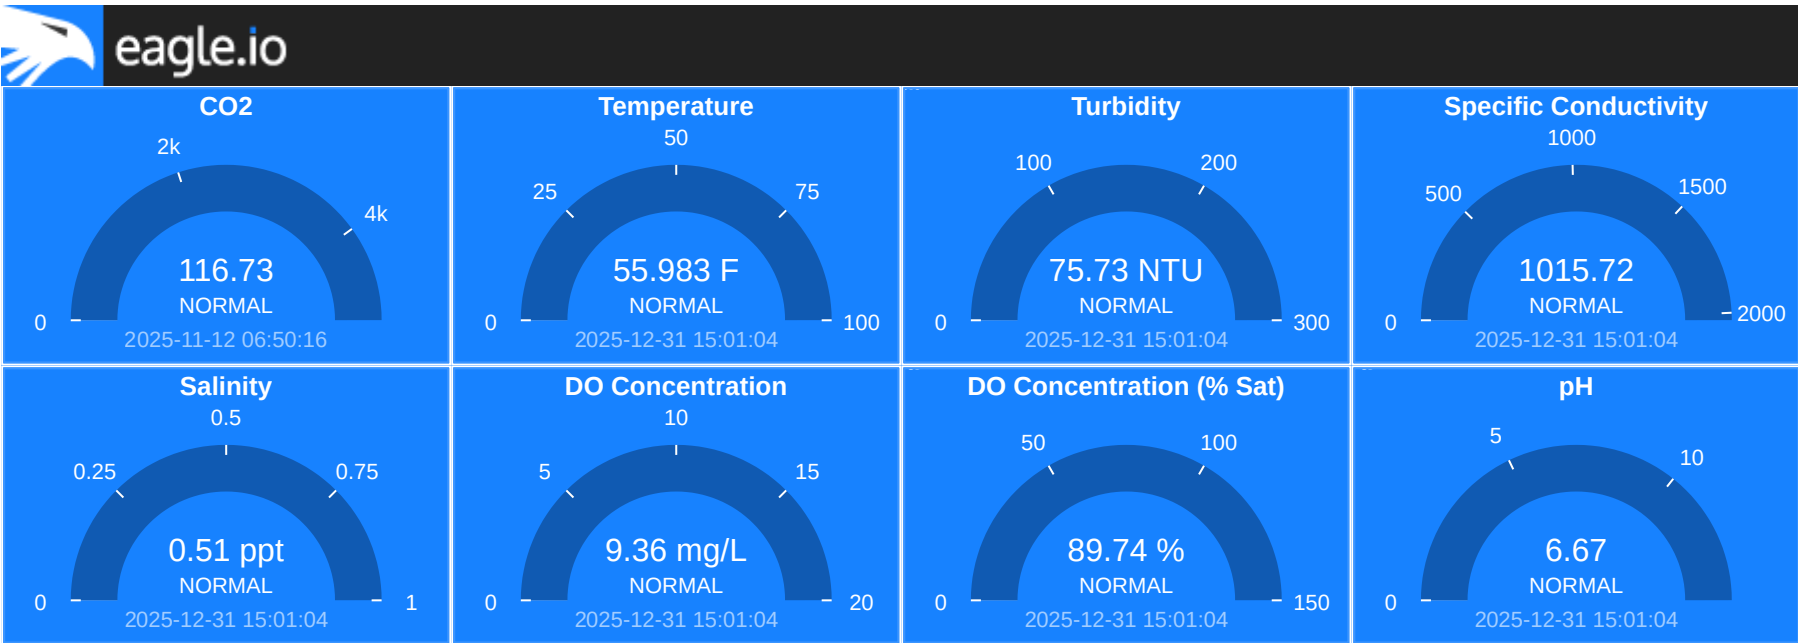 eagle.io
CO2
2k
4k
0
116.73
NORMAL
2025-11-12 06:50:16
Temperature
50
25
75
0
100
55.983 F
NORMAL
2025-12-31 15:01:04
Turbidity
100
200
0
300
75.73 NTU
NORMAL
2025-12-31 15:01:04
Specific Conductivity
1000
500
1500
0
2000
1015.72
NORMAL
2025-12-31 15:01:04
Salinity
0.5
0.25
0.75
0
1
0.51 ppt
NORMAL
2025-12-31 15:01:04
DO Concentration
10
5
15
0
20
9.36 mg/L
NORMAL
2025-12-31 15:01:04
DO Concentration (% Sat)
50
100
0
150
89.74 %
NORMAL
2025-12-31 15:01:04
pH
5
10
0
6.67
NORMAL
2025-12-31 15:01:04